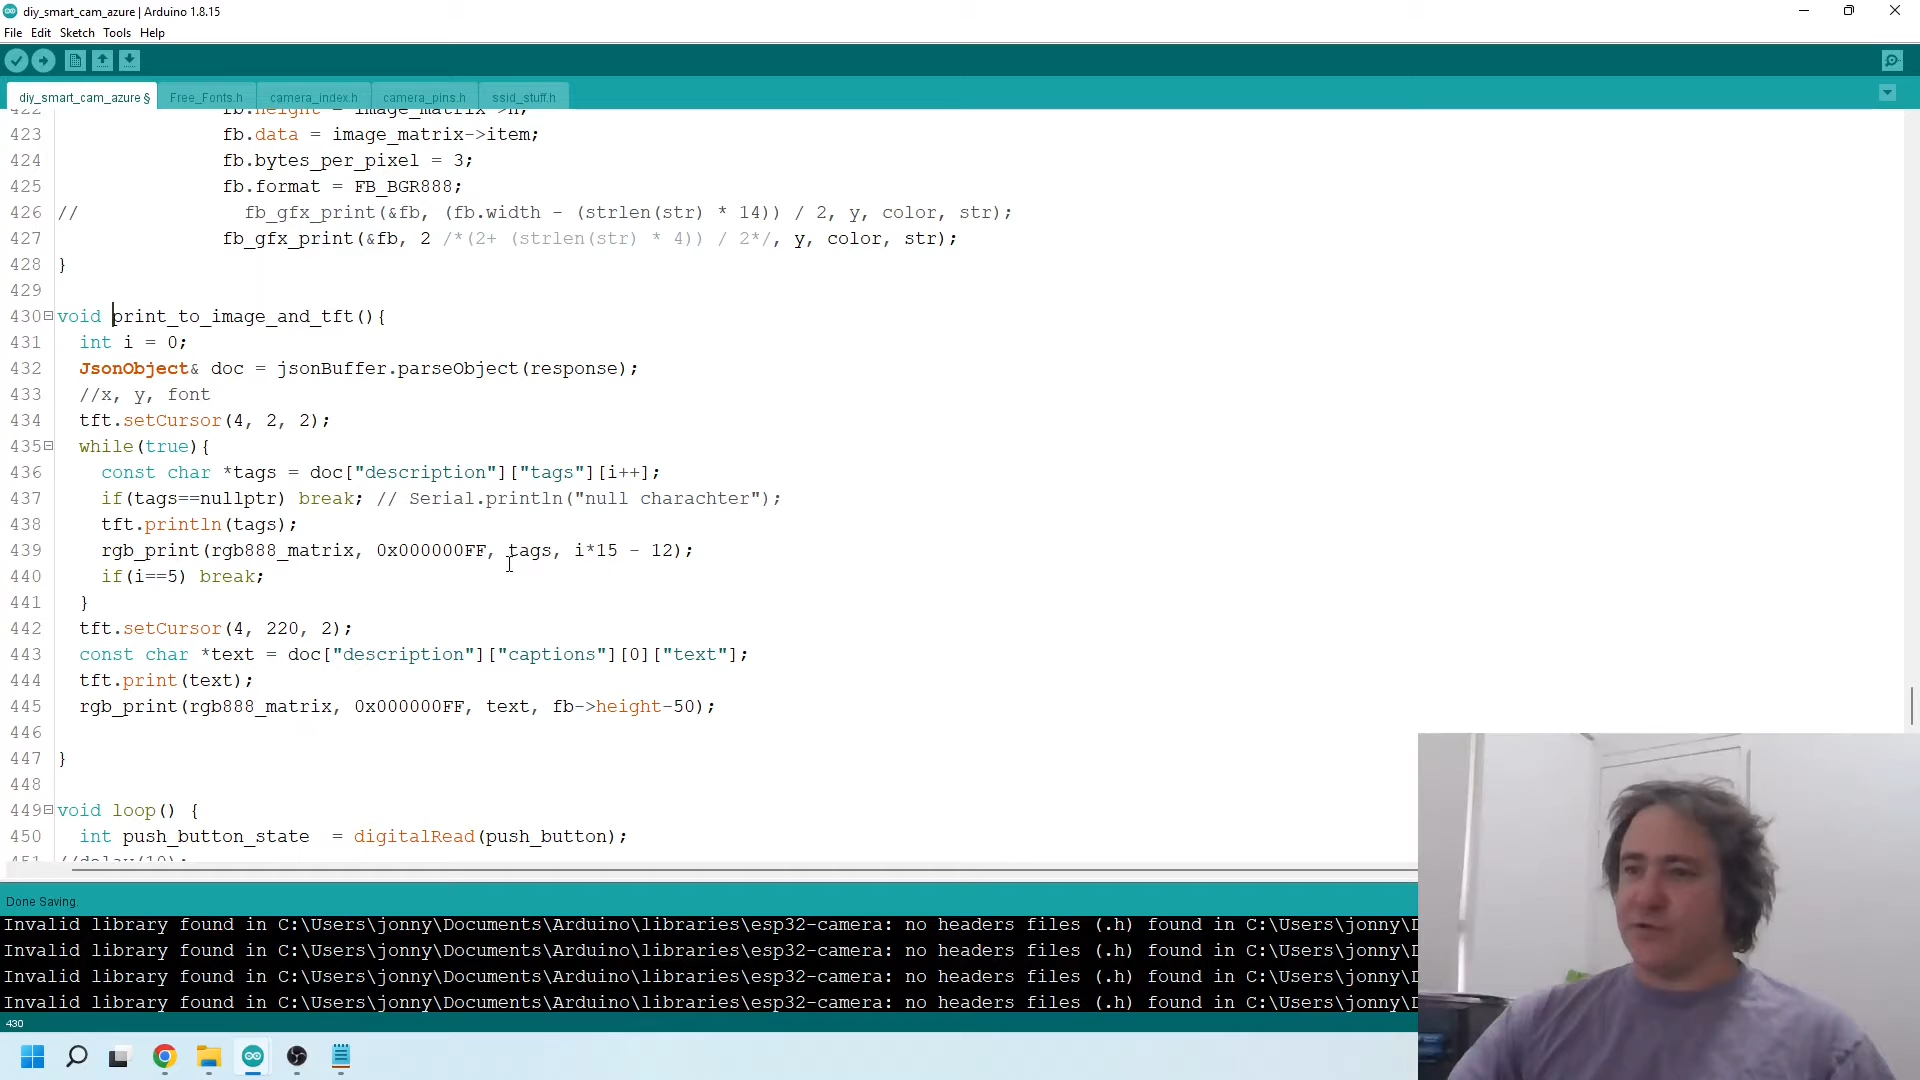 diy_smart_cam_azure | Arduino 1.8.15
File Edit Sketch Tools Help
diy_smart_cam_azure § Free_Fonts.h camera_index.h camera_pins.h ssid_stuff.h
422 fb.height = image_matrix->h;
423 fb.data = image_matrix->item;
424 fb.bytes_per_pixel = 3;
425 fb.format = FB_BGR888;
426 // fb_gfx_print(&fb, (fb.width - (strlen(str) * 14)) / 2, y, color, str);
427 fb_gfx_print(&fb, 2 /*(2+ (strlen(str) * 4)) / 2*/, y, color, str);
428 }
429
430 void print_to_image_and_tft(){
431 int i = 0;
432 JsonObject& doc = jsonBuffer.parseObject(response);
433 //x, y, font
434 tft.setCursor(4, 2, 2);
435 while(true){
436 const char *tags = doc["description"]["tags"][i++];
437 if(tags==nullptr) break; // Serial.println("null charachter");
438 tft.println(tags);
439 rgb_print(rgb888_matrix, 0x000000FF, tags, i*15 - 12);
440 if(i==5) break;
441 }
442 tft.setCursor(4, 220, 2);
443 const char *text = doc["description"]["captions"][0]["text"];
444 tft.print(text);
445 rgb_print(rgb888_matrix, 0x000000FF, text, fb->height-50);
446
447 }
448
449 void loop() {
450 int push_button_state = digitalRead(push_button);
451 //delay(10);
Done Saving.
Invalid library found in C:\Users\jonny\Documents\Arduino\libraries\esp32-camera: no headers files (.h) found in C:\Users\jonny\D
Invalid library found in C:\Users\jonny\Documents\Arduino\libraries\esp32-camera: no headers files (.h) found in C:\Users\jonny\D
Invalid library found in C:\Users\jonny\Documents\Arduino\libraries\esp32-camera: no headers files (.h) found in C:\Users\jonny\D
Invalid library found in C:\Users\jonny\Documents\Arduino\libraries\esp32-camera: no headers files (.h) found in C:\Users\jonny\D
430